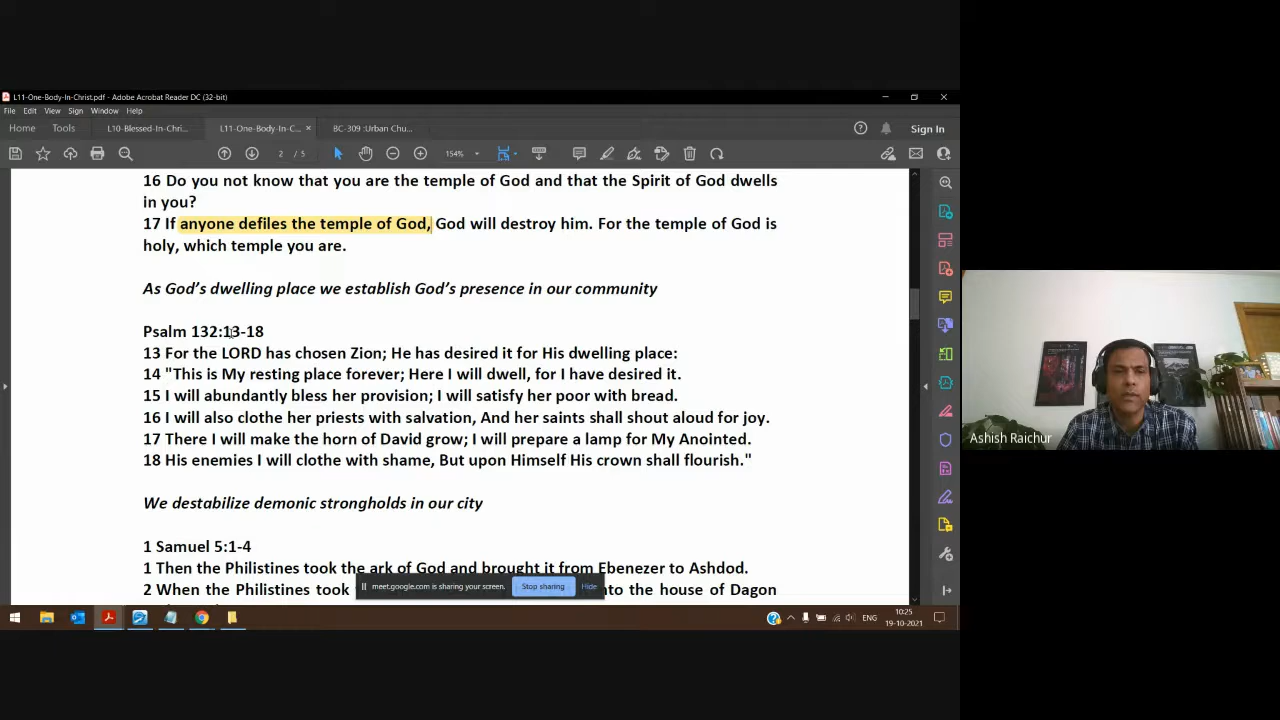 L11-One-Body-In-Christ.pdf - Adobe Acrobat Reader DC (32-bit)
File Edit View Sign Window Help
Home Tools L10-Blessed-In-Chri... L11-One-Body-In-C... × BC-309 :Urban Chu... Sign In
2 / 5 154%
16 Do you not know that you are the temple of God and that the Spirit of God dwells
in you?
17 If anyone defiles the temple of God, God will destroy him. For the temple of God is
holy, which temple you are.
As God’s dwelling place we establish God’s presence in our community
Psalm 132:13-18
13 For the LORD has chosen Zion; He has desired it for His dwelling place:
14 "This is My resting place forever; Here I will dwell, for I have desired it.
15 I will abundantly bless her provision; I will satisfy her poor with bread.
16 I will also clothe her priests with salvation, And her saints shall shout aloud for joy.
17 There I will make the horn of David grow; I will prepare a lamp for My Anointed.
18 His enemies I will clothe with shame, But upon Himself His crown shall flourish."
We destabilize demonic strongholds in our city
1 Samuel 5:1-4
1 Then the Philistines took the ark of God and brought it from Ebenezer to Ashdod.
2 When the Philistines took nto the house of Dagon
meet.google.com is sharing your screen. Stop sharing Hide
ENG
10:25
19-10-2021
Ashish Raichur